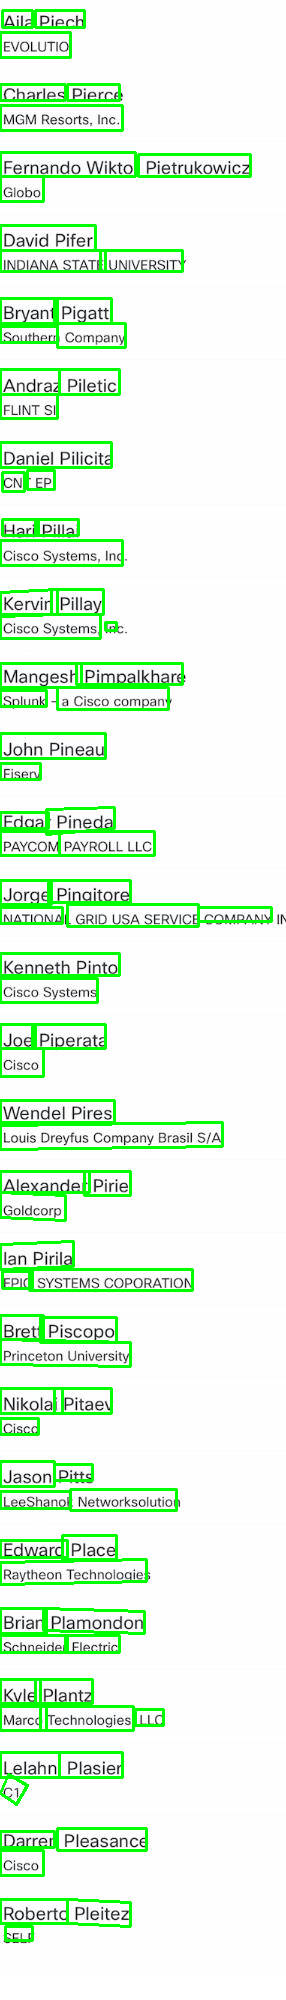 Aila Piech
EVOLUTIO
Charles Pierce
MGM Resorts, Inc.
Fernando Wikto Pietrukowicz
Globo
David Pifer
INDIANA STATE UNIVERSITY
Bryant Pigatt
Southern Company
Andraz Piletic
FLINT SI
Daniel Pilicita
CNT EP
Hari Pilla
Cisco Systems, Inc.
Kervin Pillay
Cisco Systems, Inc.
Mangesh Pimpalkhare
Splunk - a Cisco company
John Pineau
Fiserv
Edgar Pineda
PAYCOM PAYROLL LLC
Jorge Pingitore
NATIONAL GRID USA SERVICE COMPANY IN
Kenneth Pinto
Cisco Systems
Joe Piperata
Cisco
Wendel Pires
Louis Dreyfus Company Brasil S/A
Alexander Pirie
Goldcorp
Ian Pirila
EPIC SYSTEMS COPORATION
Brett Piscopo
Princeton University
Nikolai Pitaev
Cisco
Jason Pitts
LeeShanok Networksolution
Edward Place
Raytheon Technologies
Brian Plamondon
Schneider Electric
Kyle Plantz
Marco Technologies LLC
Lelahn Plasier
C1
Darren Pleasance
Cisco
Roberto Pleitez
SELF